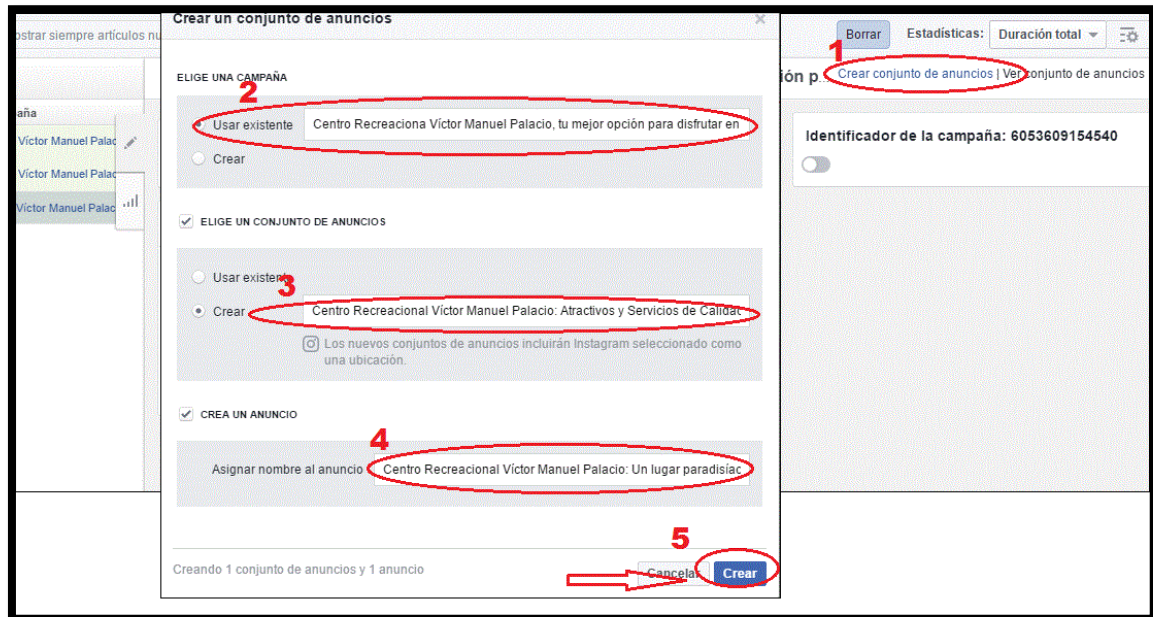 Crear un conjunto de anuncios
ostrar siempre artículos nu
Borrar Estadísticas: Duración total
1
ión p... Crear conjunto de anuncios | Ver conjunto de anuncios
ELIGE UNA CAMPAÑA
2
Usar existente Centro Recreaciona Víctor Manuel Palacio, tu mejor opción para disfrutar en
Crear
aña
Víctor Manuel Palac
Víctor Manuel Palac
Víctor Manuel Palac
Identificador de la campaña: 6053609154540
ELIGE UN CONJUNTO DE ANUNCIOS
Usar existente
3
Crear Centro Recreacional Víctor Manuel Palacio: Atractivos y Servicios de Calidad
Los nuevos conjuntos de anuncios incluirán Instagram seleccionado como
una ubicación.
CREA UN ANUNCIO
4
Asignar nombre al anuncio Centro Recreacional Víctor Manuel Palacio: Un lugar paradisíac
5
Creando 1 conjunto de anuncios y 1 anuncio
Cancelar Crear